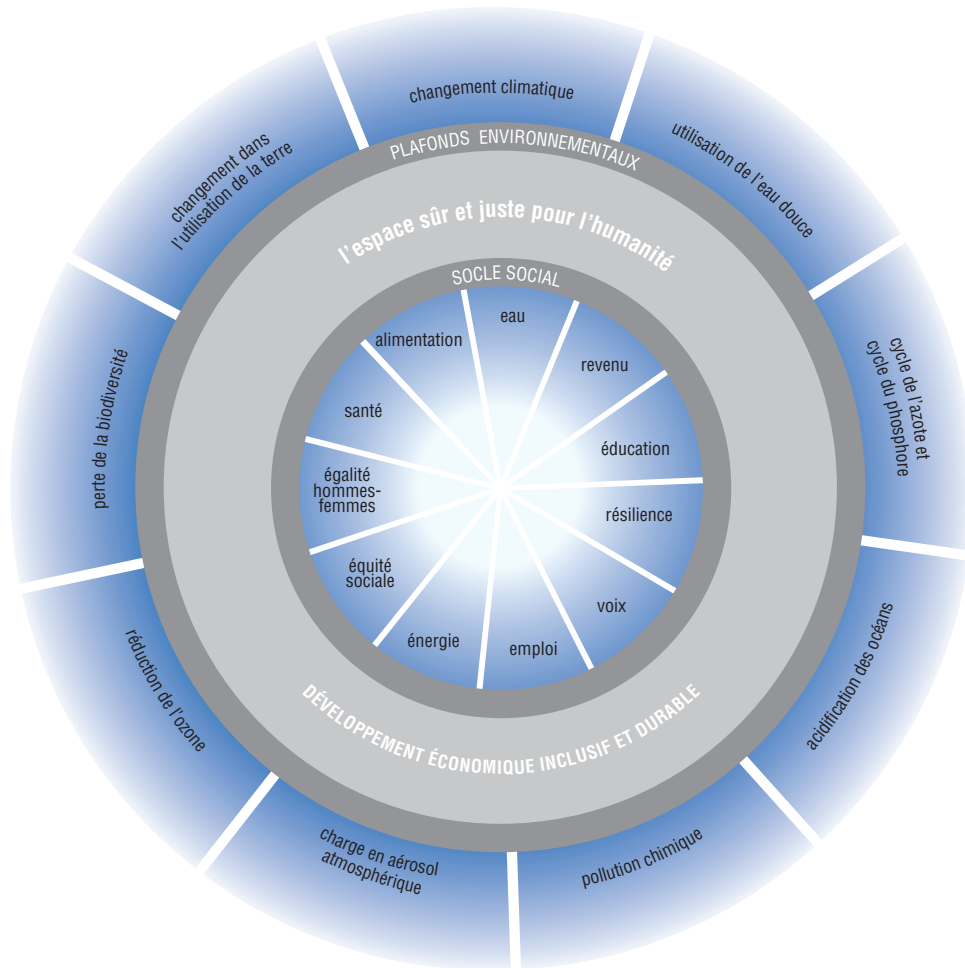 changement climatique
utilisation de l'eau douce
cycle de l'azote et
cycle du phosphore
acidification des océans
pollution chimique
charge en aérosol
atmosphérique
réduction de l'ozone
perte de la biodiversité
changement dans
l'utilisation de la terre
PLAFONDS ENVIRONNEMENTAUX
l'espace sûr et juste pour l'humanité
SOCLE SOCIAL
eau
revenu
éducation
résilience
voix
emploi
énergie
équité
sociale
égalité
hommes-
femmes
santé
alimentation
DÉVELOPPEMENT ÉCONOMIQUE INCLUSIF ET DURABLE